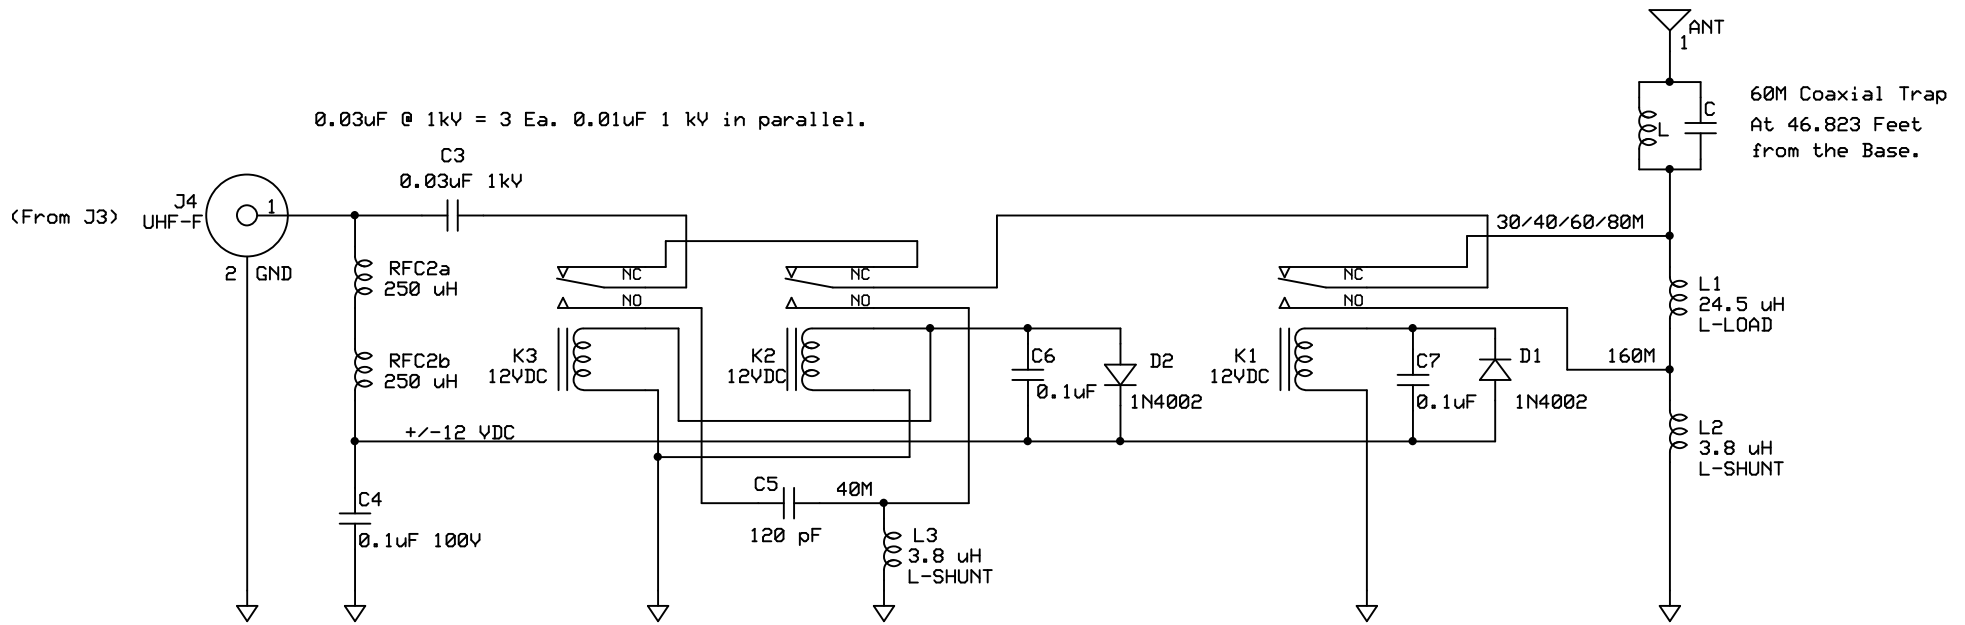 ANT
1
60M Coaxial Trap
At 46.823 Feet
from the Base.
L
C
0.03uF @ 1kV = 3 Ea. 0.01uF 1 kV in parallel.
C3
0.03uF 1kV
(From J3)
J4
UHF-F
1
2 GND
30/40/60/80M
RFC2a
250 uH
NC
NO
NC
NO
NC
NO
L1
24.5 uH
L-LOAD
RFC2b
250 uH
K3
12VDC
K2
12VDC
C6
0.1uF
D2
1N4002
K1
12VDC
C7
0.1uF
D1
1N4002
160M
+/-12 VDC
L2
3.8 uH
L-SHUNT
C4
0.1uF 100V
C5
120 pF
40M
L3
3.8 uH
L-SHUNT